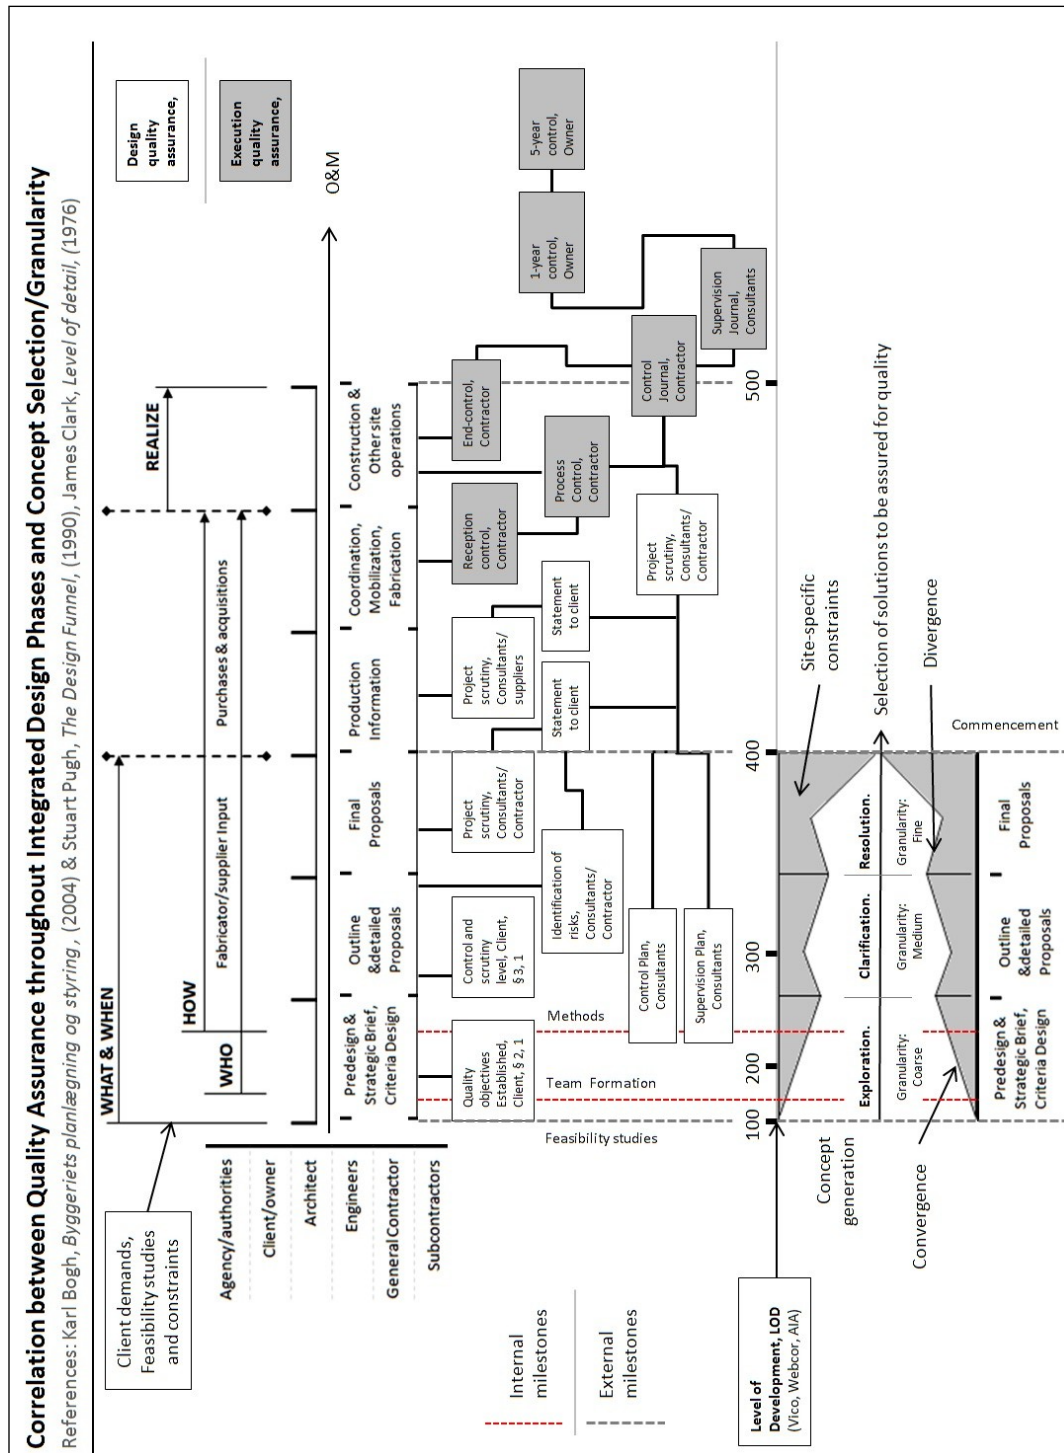 Correlation between Quality Assurance throughout Integrated Design Phases and Concept Selection/Granularity
References: Karl Bogh, Byggeriets planlægning og styring, (2004) & Stuart Pugh, The Design Funnel, (1990), James Clark, Level of detail, (1976)
Client demands,
Feasibility studies
and constraints
WHAT & WHEN
HOW
WHO
REALIZE
Fabricator/supplier Input
Purchases & acquisitions
Design
quality
assurance,
Execution
quality
assurance,
O&M
Agency/authorities
Client/owner
Architect
Engineers
General Contractor
Subcontractors
Predesign &
Strategic Brief,
Criteria Design
Outline
&detailed
Proposals
Final
Proposals
Production
Information
Coordination,
Mobilization,
Fabrication
Construction &
Other site
operations
Quality
objectives
Established,
Client, § 2, 1
Control and
scrutiny
level, Client,
§ 3, 1
Project
scrutiny,
Consultants/
Contractor
Project
scrutiny,
Consultants/
suppliers
Reception
control,
Contractor
End-control,
Contractor
1-year
control,
Owner
5-year
control,
Owner
Identification of
risks,
Consultants/
Contractor
Statement
to client
Statement
to client
Process
Control,
Contractor
Control Plan,
Consultants
Supervision Plan,
Consultants
Project
scrutiny,
Consultants/
Contractor
Control
Journal,
Contractor
Supervision
Journal,
Consultants
Feasibility studies
Team Formation
Methods
Internal
milestones
External
milestones
100
200
300
400
500
Level of
Development, LOD
(Vico, Webcor, AIA)
Concept
generation
Convergence
Exploration.
Granularity:
Coarse
Clarification.
Granularity:
Medium
Resolution.
Granularity:
Fine
Site-specific
constraints
Selection of solutions to be assured for quality
Divergence
Commencement
Predesign &
Strategic Brief,
Criteria Design
Outline
&detailed
Proposals
Final
Proposals